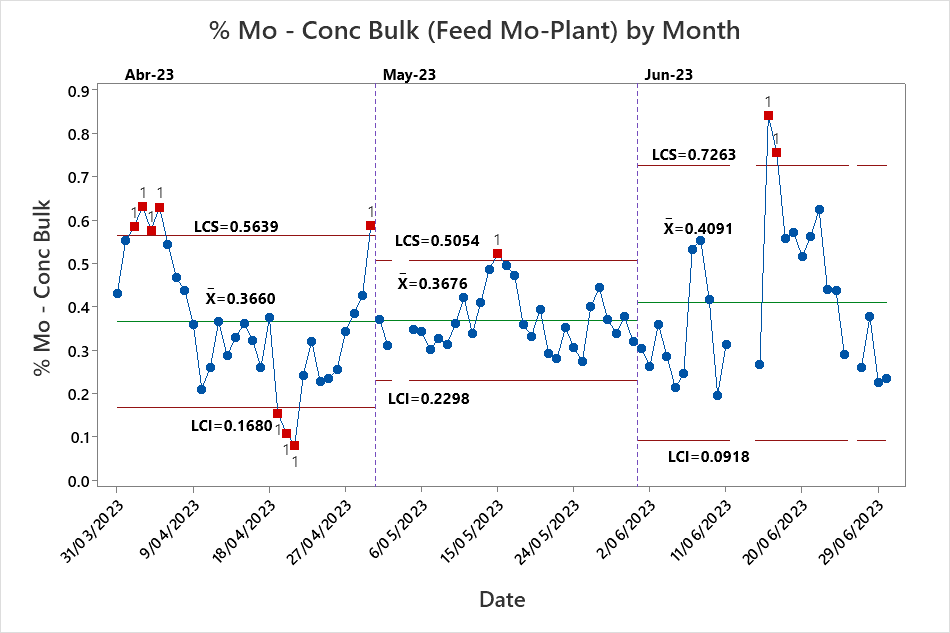 % Mo - Conc Bulk (Feed Mo-Plant) by Month
Abr-23
May-23
Jun-23
% Mo - Conc Bulk
0.9
0.8
0.7
0.6
0.5
0.4
0.3
0.2
0.1
0.0
1
1
1
1
LCS=0.5639
X̄=0.3660
LCI=0.1680
1
1
1
1
LCS=0.5054
1
X̄=0.3676
LCI=0.2298
LCS=0.7263
1
1
X̄=0.4091
LCI=0.0918
31/03/2023
9/04/2023
18/04/2023
27/04/2023
6/05/2023
15/05/2023
24/05/2023
2/06/2023
11/06/2023
20/06/2023
29/06/2023
Date